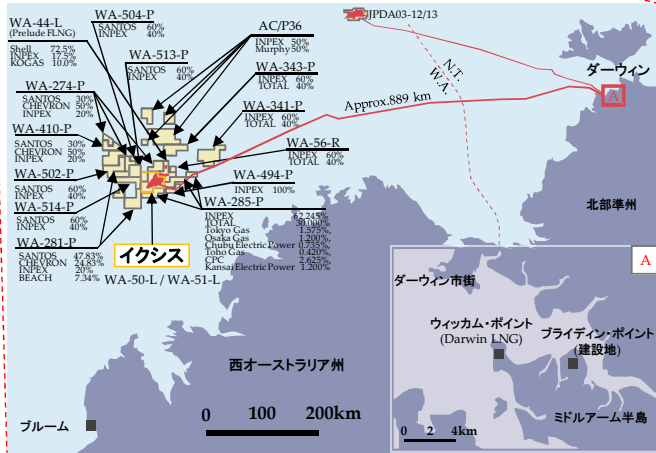 WA-44-L
(Prelude FLNG)
Shell 72.5%
INPEX 17.5%
KOGAS 10.0%
WA-504-P
SANTOS 60%
INPEX 40%
WA-513-P
SANTOS 60%
INPEX 40%
AC/P36
INPEX 50%
Murphy 50%
JPDA03-12/13
WA-274-P
SANTOS 30%
CHEVRON 50%
INPEX 20%
WA-343-P
INPEX 60%
TOTAL 40%
N.T.
W.A.
ダーウィン
A
Approx.889 km
WA-410-P
SANTOS 30%
CHEVRON 50%
INPEX 20%
WA-341-P
INPEX 60%
TOTAL 40%
WA-56-R
INPEX 60%
TOTAL 40%
WA-502-P
SANTOS 60%
INPEX 40%
WA-494-P
INPEX 100%
WA-514-P
SANTOS 60%
INPEX 40%
WA-285-P
INPEX 62.245%
TOTAL 30.000%
Tokyo Gas 1.575%,
Osaka Gas 1.200%,
Chubu Electric Power 0.735%,
Toho Gas 0.420%,
CPC 2.625%,
Kansai Electric Power 1.200%
WA-281-P
SANTOS 47.83%
CHEVRON 24.83%
INPEX 20%
BEACH 7.34%
イクシス
WA-50-L / WA-51-L
北部準州
西オーストラリア州
ブルーム
0 100 200km
A
ダーウィン市街
ウィッカム・ポイント
(Darwin LNG)
ブライディン・ポイント
(建設地)
ミドルアーム半島
0 2 4km